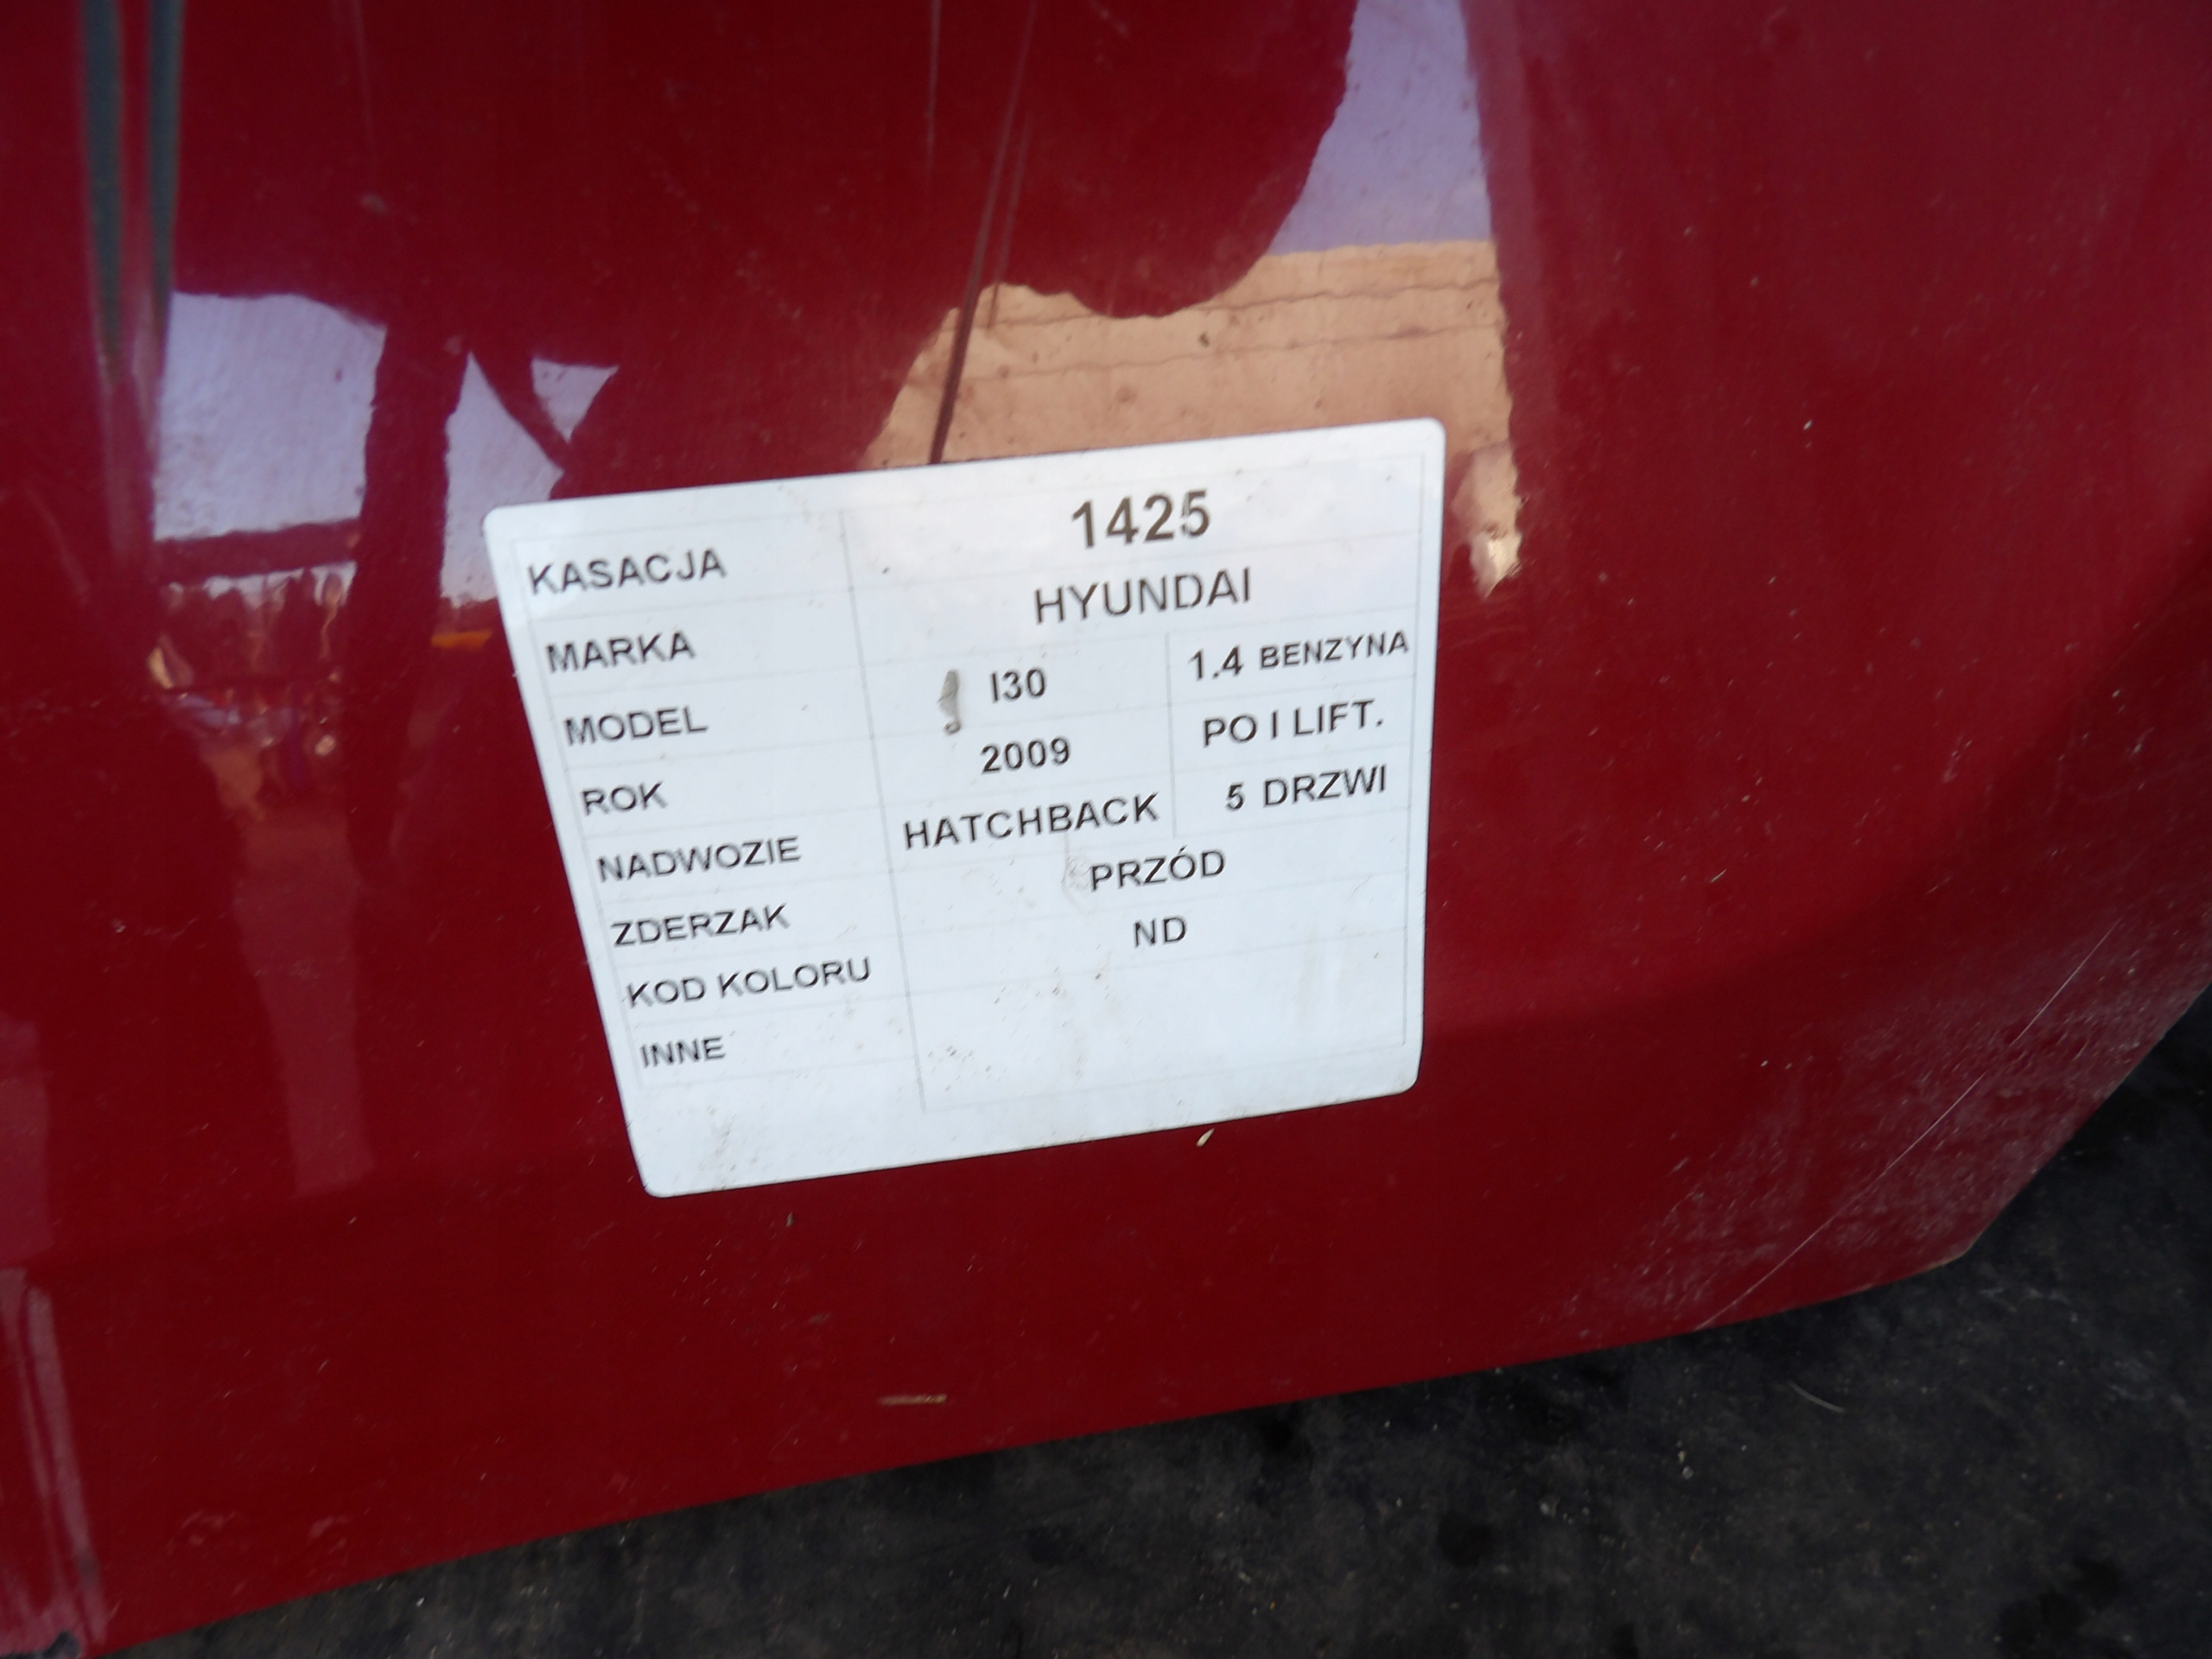 KASACJA 1425
MARKA HYUNDAI
MODEL I30 1.4 BENZYNA
ROK 2009 PO I LIFT.
NADWOZIE HATCHBACK 5 DRZWI
ZDERZAK PRZÓD
KOD KOLORU ND
INNE